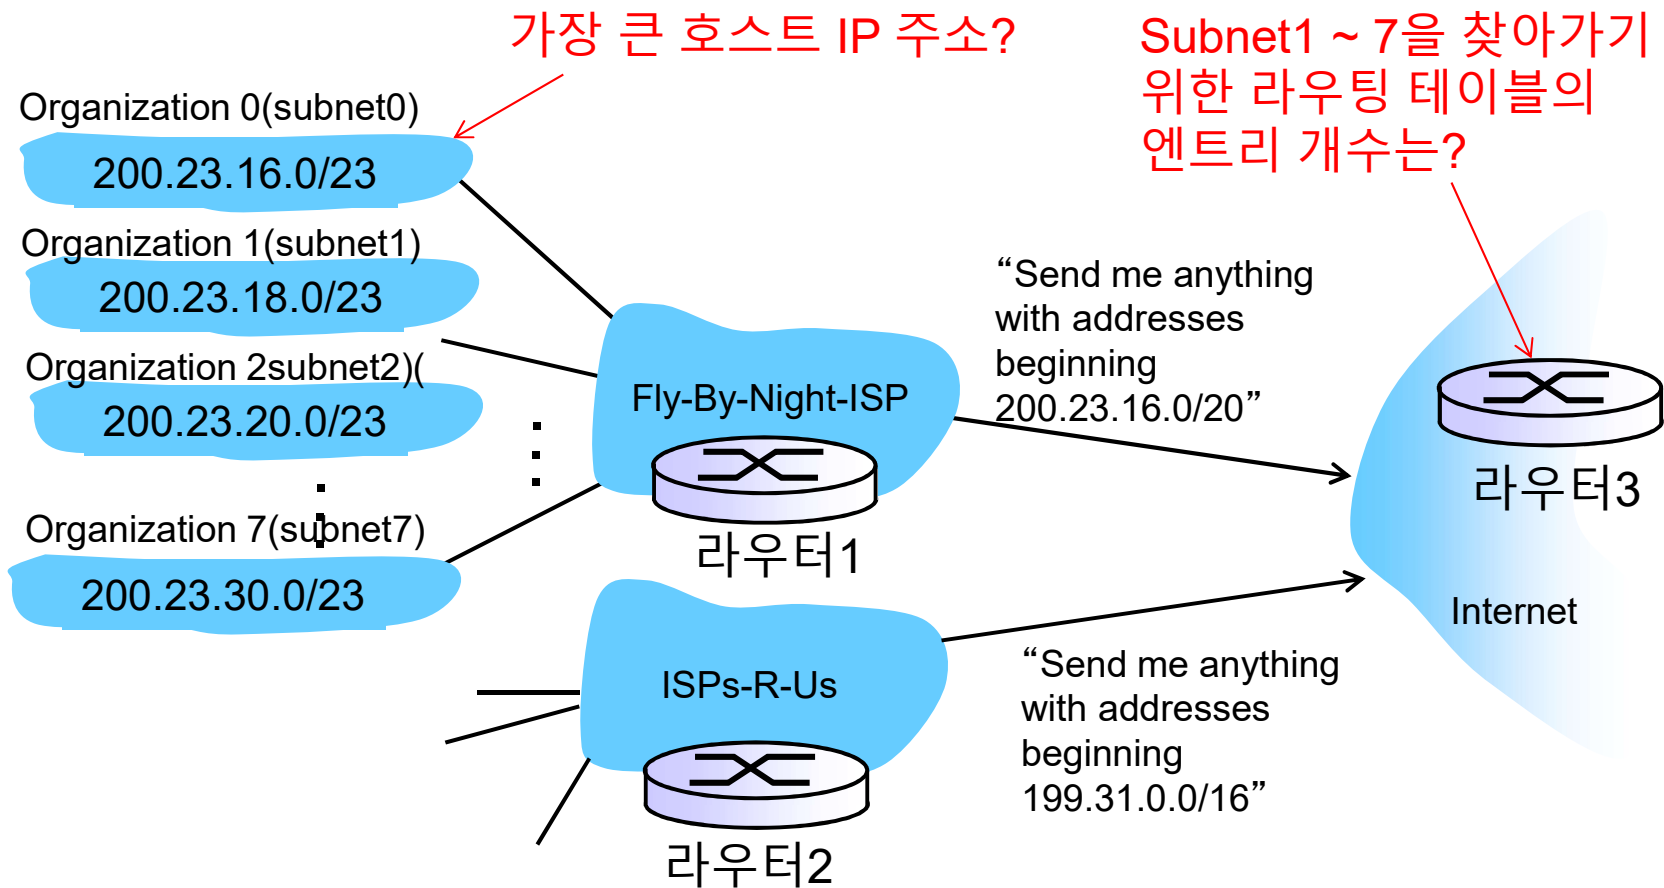 가장 큰 호스트 IP 주소?
Subnet1 ~ 7을 찾아가기
위한 라우팅 테이블의
엔트리 개수는?
Organization 0(subnet0)
200.23.16.0/23
Organization 1(subnet1)
200.23.18.0/23
Organization 2subnet2)(
200.23.20.0/23
Organization 7(subnet7)
200.23.30.0/23
Fly-By-Night-ISP
라우터1
“Send me anything
with addresses
beginning
200.23.16.0/20”
라우터3
Internet
ISPs-R-Us
라우터2
“Send me anything
with addresses
beginning
199.31.0.0/16”